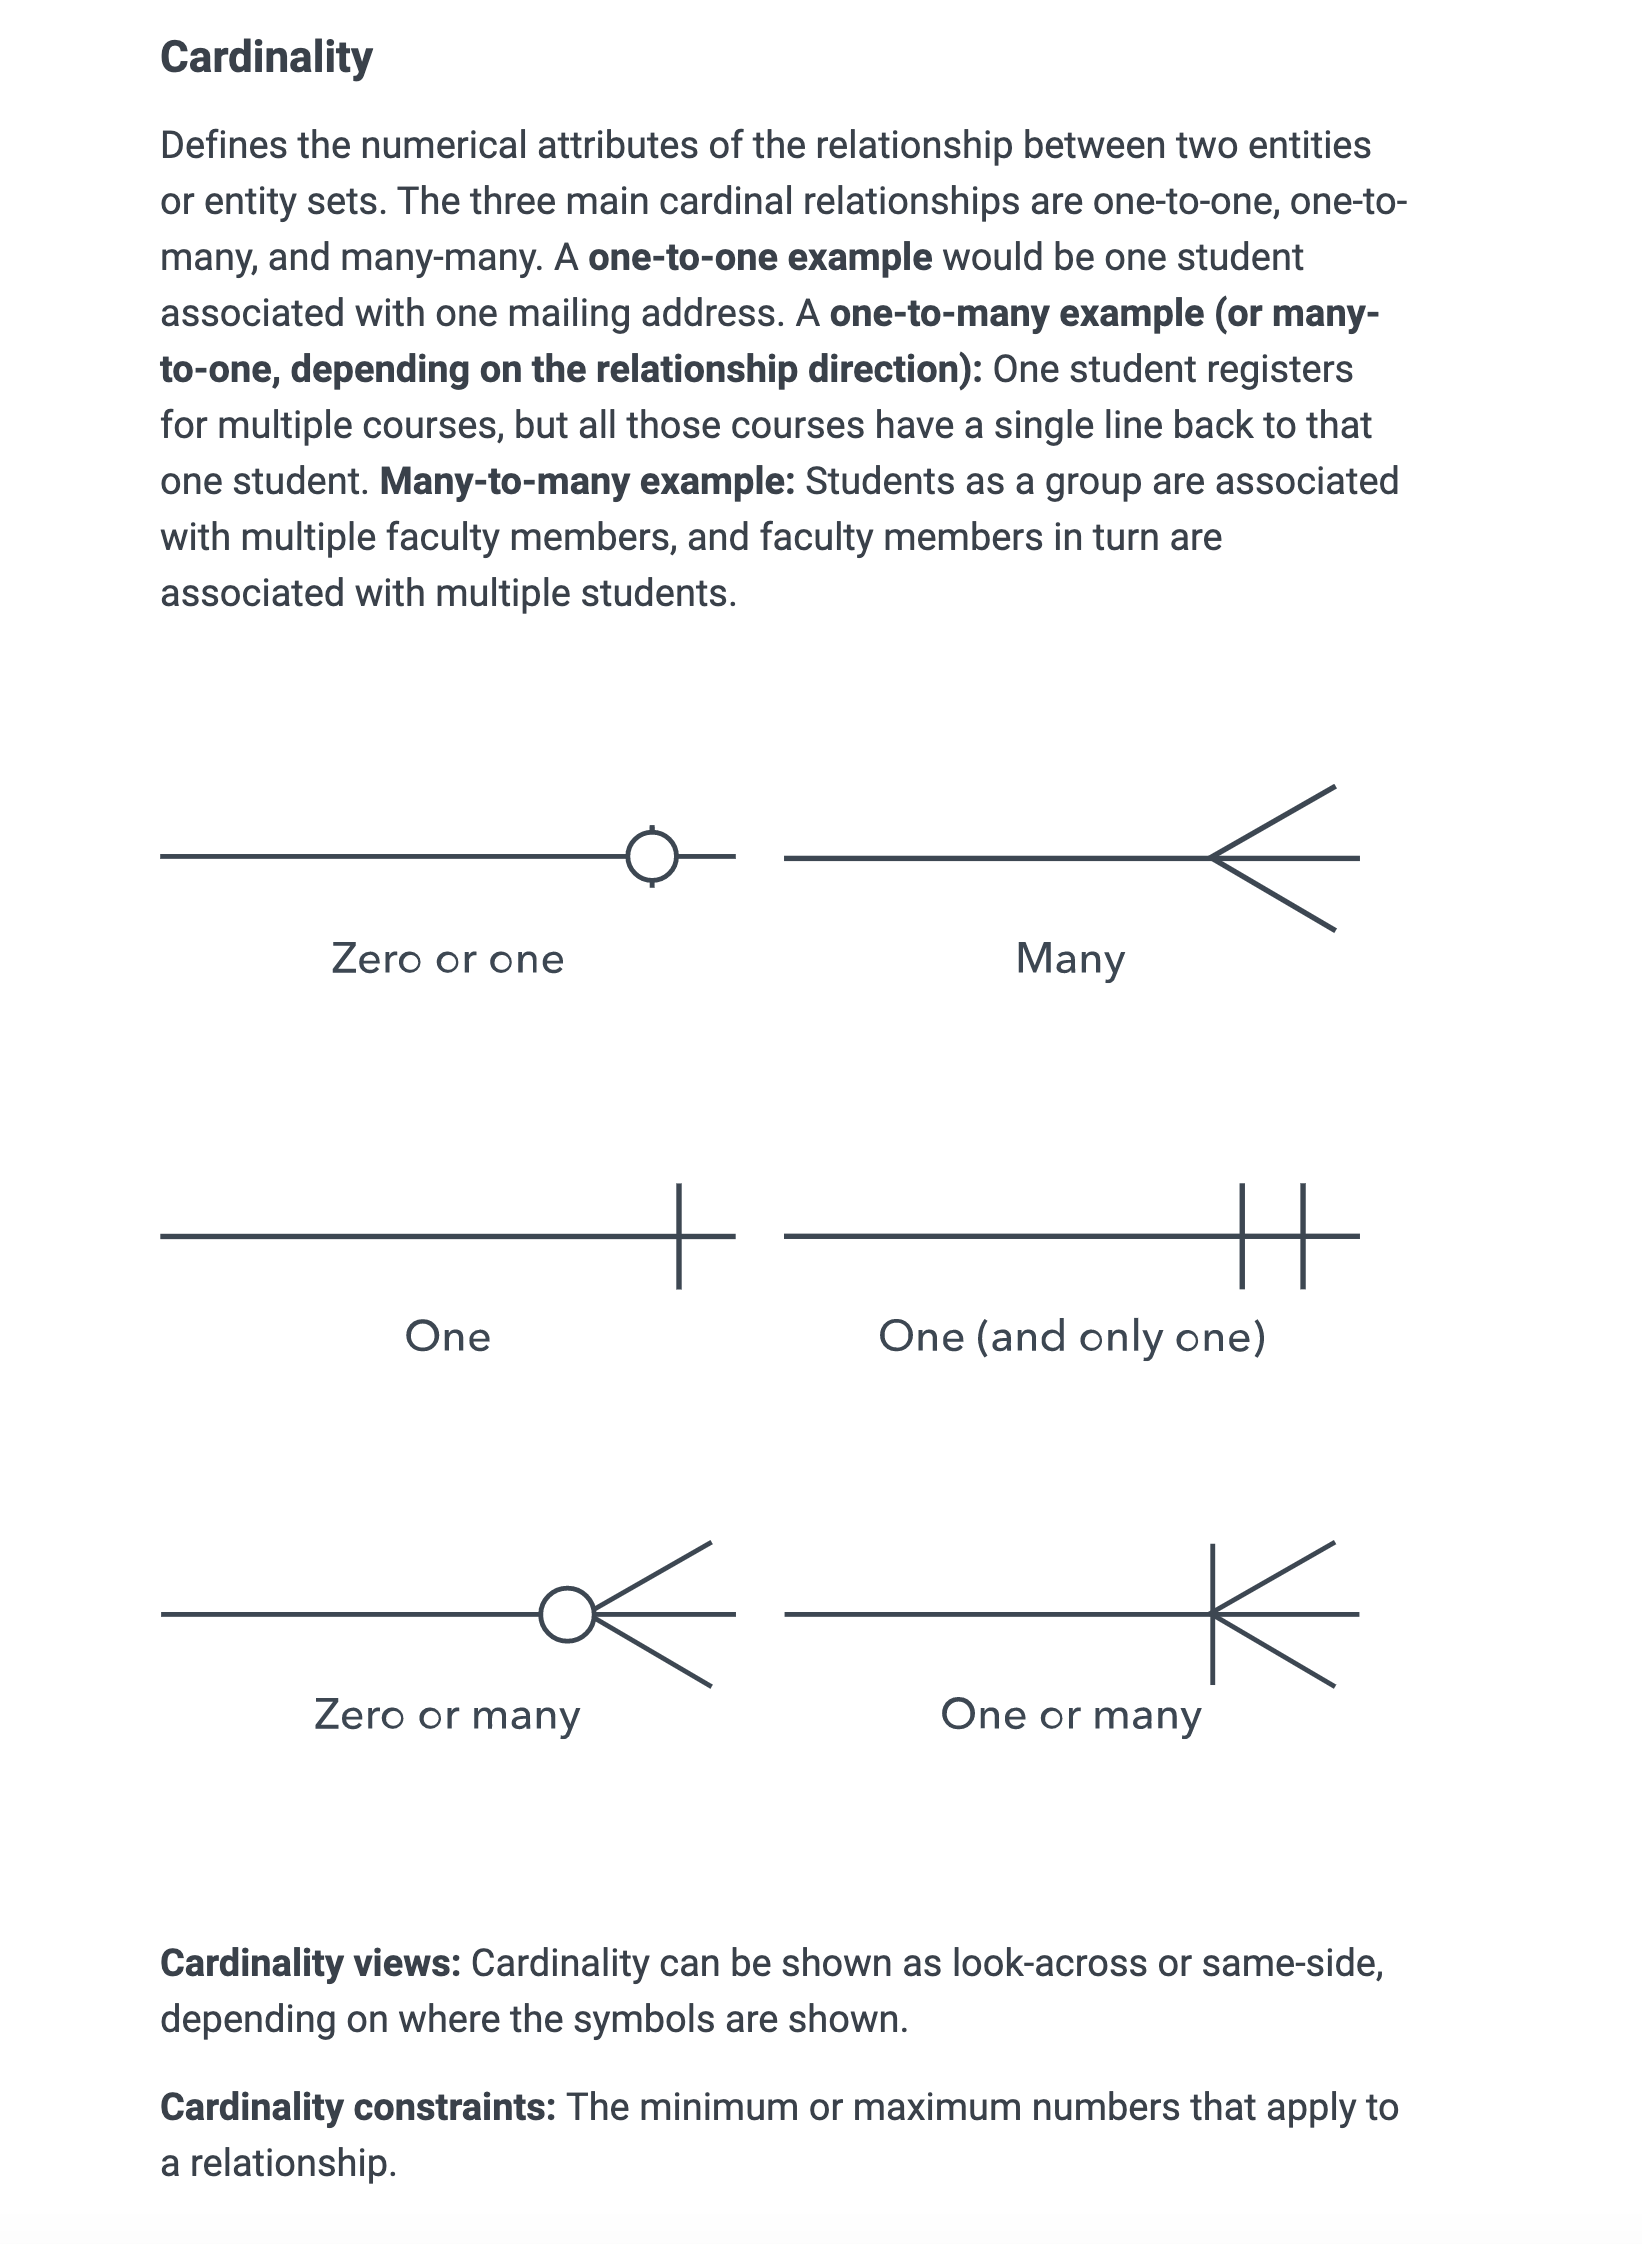 Cardinality
Defines the numerical attributes of the relationship between two entities
or entity sets. The three main cardinal relationships are one-to-one, one-to-
many, and many-many. A one-to-one example would be one student
associated with one mailing address. A one-to-many example (or many-
to-one, depending on the relationship direction): One student registers
for multiple courses, but all those courses have a single line back to that
one student. Many-to-many example: Students as a group are associated
with multiple faculty members, and faculty members in turn are
associated with multiple students.
Zero or one
Many
One
One (and only one)
Zero or many
One or many
Cardinality views: Cardinality can be shown as look-across or same-side,
depending on where the symbols are shown.
Cardinality constraints: The minimum or maximum numbers that apply to
a relationship.